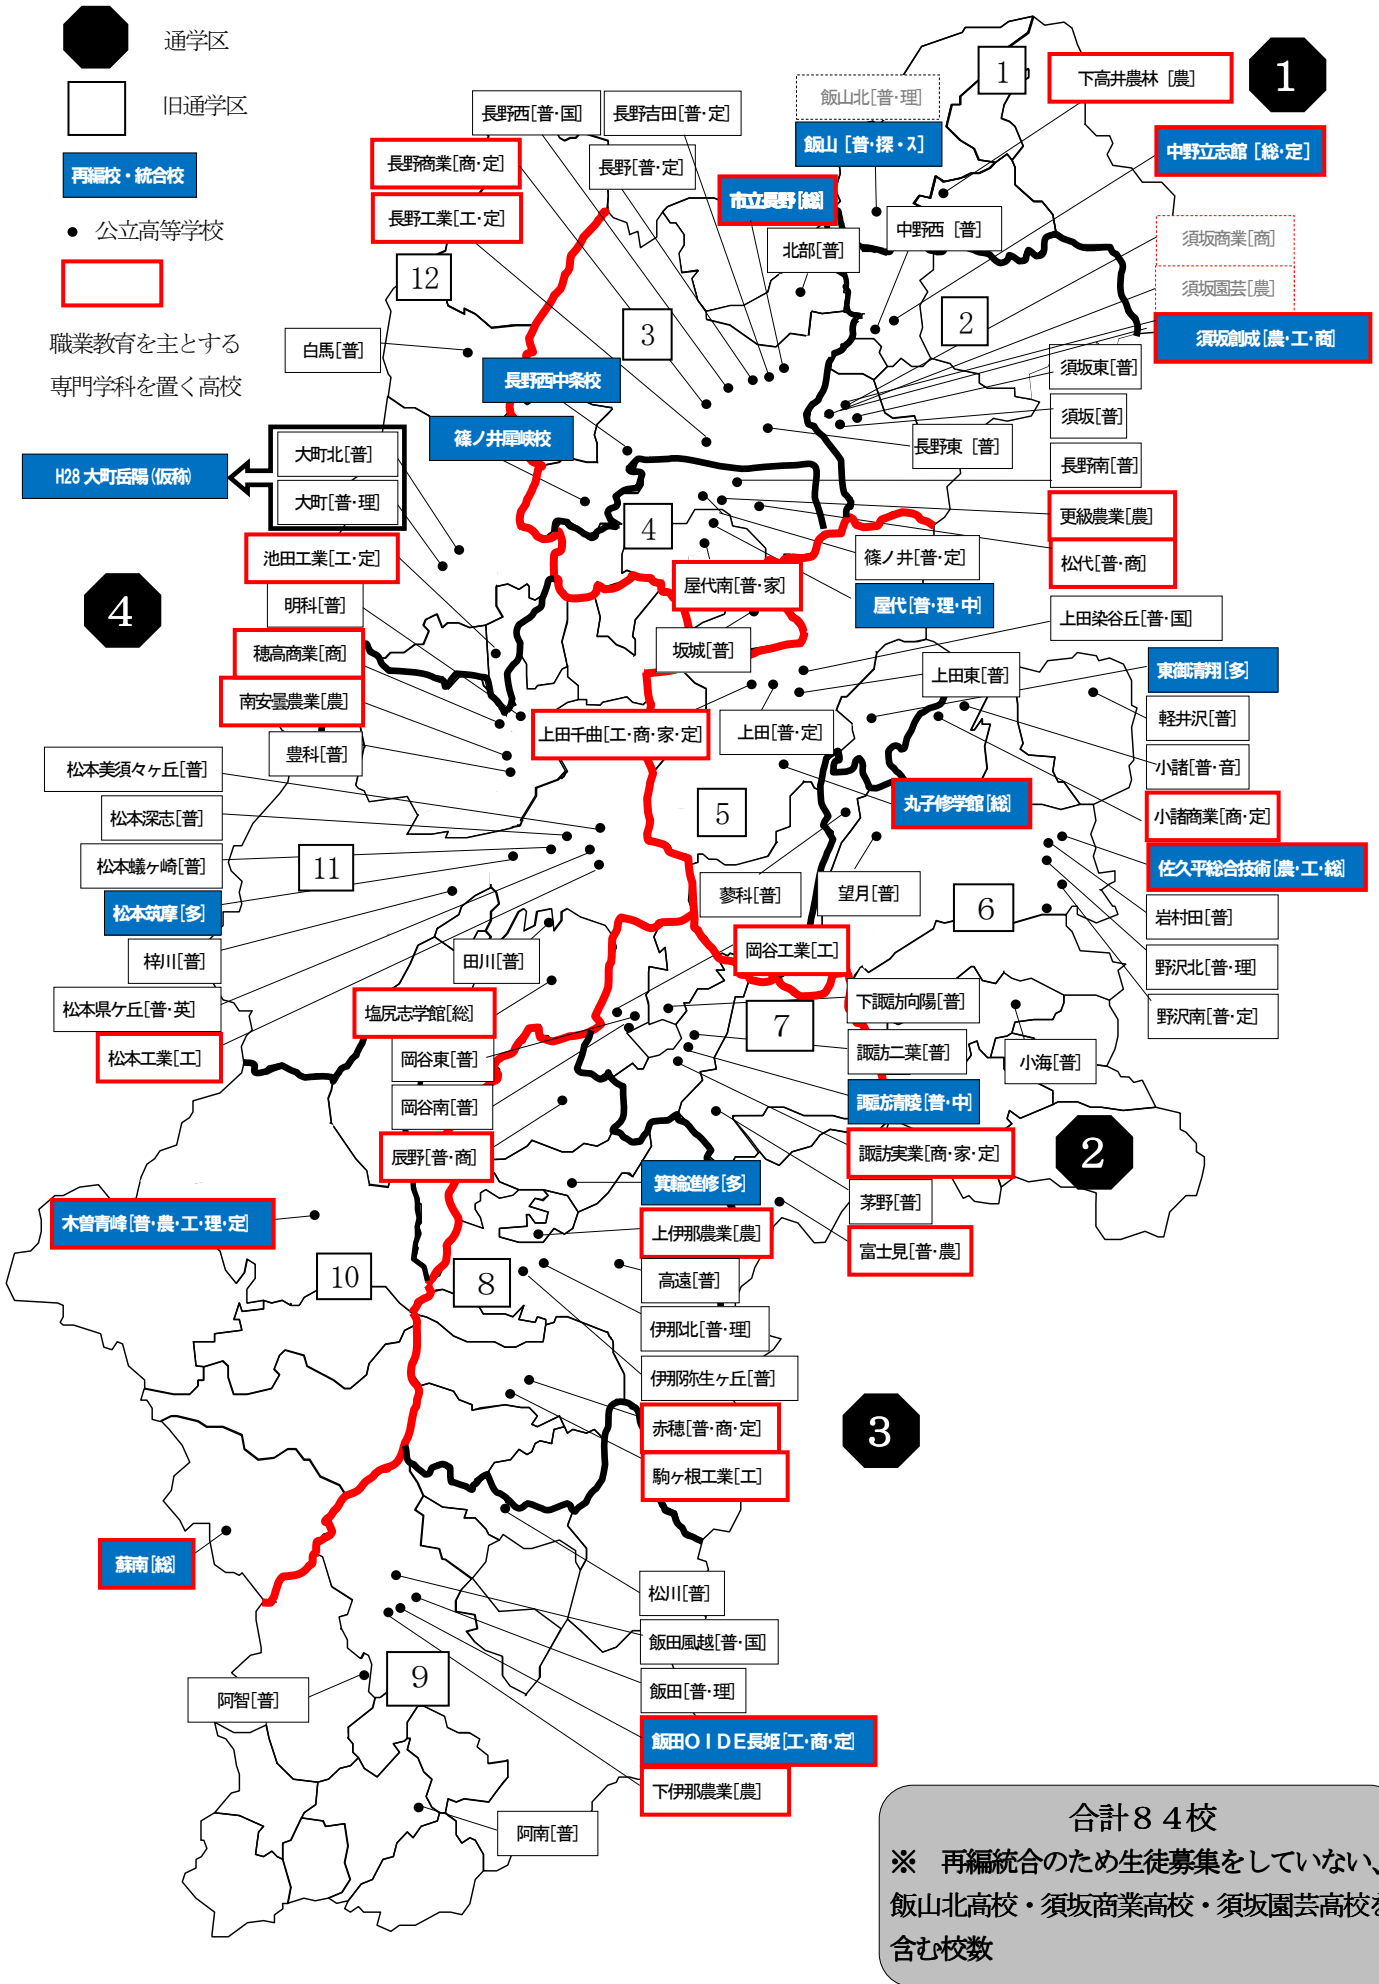 通学区
旧通学区
再編校・統合校
公立高等学校
職業教育を主とする
専門学科を置く高校
1
下高井農林 [農]
1
飯山北[普・理]
飯山 [普・探・ス]
中野立志館 [総・定]
長野西[普・国]
長野吉田[普・定]
長野商業[商・定]
長野[普・定]
長野工業[工・定]
市立長野[総]
中野西 [普]
北部[普]
須坂商業[商]
須坂園芸[農]
須坂創成[農・工・商]
12
3
2
白馬[普]
長野西中条校
須坂東[普]
須坂[普]
篠ノ井犀峡校
長野東 [普]
長野南[普]
大町北[普]
H28 大町岳陽(仮称)
大町[普・理]
4
更級農業[農]
池田工業[工・定]
篠ノ井[普・定]
松代[普・商]
屋代南[普・家]
屋代[普・理・中]
4
明科[普]
上田染谷丘[普・国]
穂高商業[商]
坂城[普]
上田東[普]
東御清翔[多]
南安曇農業[農]
軽井沢[普]
上田千曲[工・商・家・定]
上田[普・定]
豊科[普]
小諸[普・音]
松本美須々ヶ丘[普]
丸子修学館[総]
小諸商業[商・定]
松本深志[普]
5
松本蟻ヶ崎[普]
11
佐久平総合技術[農・工・総]
松本筑摩[多]
蓼科[普]
望月[普]
6
岩村田[普]
梓川[普]
田川[普]
岡谷工業[工]
野沢北[普・理]
松本県ケ丘[普・英]
塩尻志学館[総]
下諏訪向陽[普]
野沢南[普・定]
7
松本工業[工]
岡谷東[普]
諏訪二葉[普]
小海[普]
岡谷南[普]
諏訪清陵[普・中]
2
辰野[普・商]
諏訪実業[商・家・定]
箕輪進修[多]
茅野[普]
木曽青峰[普・農・工・理・定]
上伊那農業[農]
富士見[普・農]
10
8
高遠[普]
伊那北[普・理]
伊那弥生ヶ丘[普]
赤穂[普・商・定]
3
駒ヶ根工業[工]
蘇南[総]
松川[普]
飯田風越[普・国]
9
飯田[普・理]
阿智[普]
飯田OIDE長姫[工・商・定]
下伊那農業[農]
阿南[普]
合計84校
※ 再編統合のため生徒募集をしていない、
飯山北高校・須坂商業高校・須坂園芸高校を
含む校数